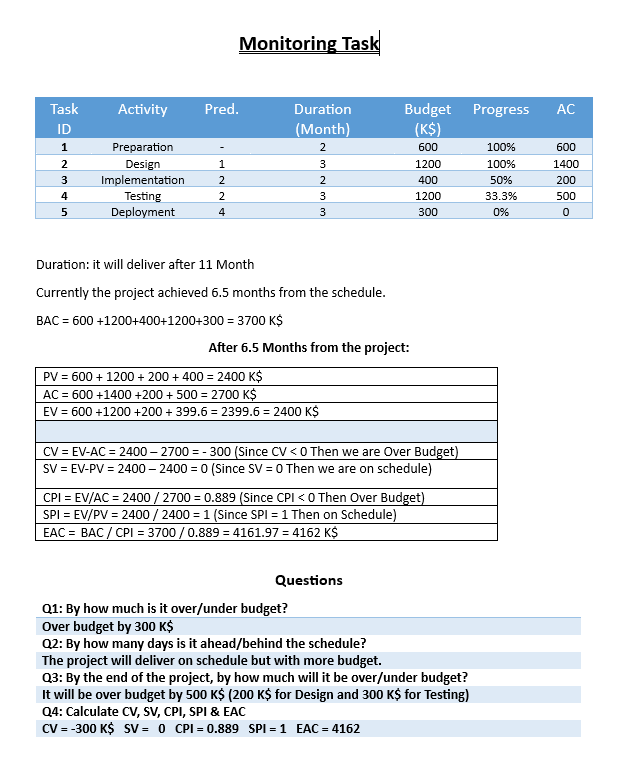 Monitoring Task
Task ID Activity Pred. Duration (Month) Budget (K$) Progress AC
1 Preparation - 2 600 100% 600
2 Design 1 3 1200 100% 1400
3 Implementation 2 2 400 50% 200
4 Testing 2 3 1200 33.3% 500
5 Deployment 4 3 300 0% 0
Duration: it will deliver after 11 Month
Currently the project achieved 6.5 months from the schedule.
BAC = 600 +1200+400+1200+300 = 3700 K$
After 6.5 Months from the project:
PV = 600 + 1200 + 200 + 400 = 2400 K$
AC = 600 +1400 +200 + 500 = 2700 K$
EV = 600 +1200 +200 + 399.6 = 2399.6 = 2400 K$
CV = EV-AC = 2400 – 2700 = - 300 (Since CV < 0 Then we are Over Budget)
SV = EV-PV = 2400 – 2400 = 0 (Since SV = 0 Then we are on schedule)
CPI = EV/AC = 2400 / 2700 = 0.889 (Since CPI < 0 Then Over Budget)
SPI = EV/PV = 2400 / 2400 = 1 (Since SPI = 1 Then on Schedule)
EAC = BAC / CPI = 3700 / 0.889 = 4161.97 = 4162 K$
Questions
Q1: By how much is it over/under budget?
Over budget by 300 K$
Q2: By how many days is it ahead/behind the schedule?
The project will deliver on schedule but with more budget.
Q3: By the end of the project, by how much will it be over/under budget?
It will be over budget by 500 K$ (200 K$ for Design and 300 K$ for Testing)
Q4: Calculate CV, SV, CPI, SPI & EAC
CV = -300 K$ SV = 0 CPI = 0.889 SPI = 1 EAC = 4162